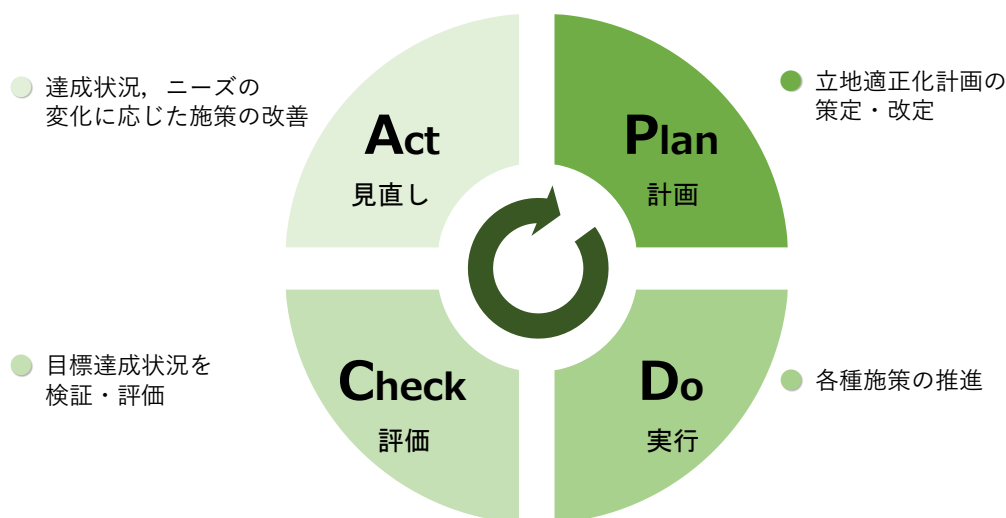 達成状況，ニーズの
変化に応じた施策の改善
Act
見直し
Plan
計画
立地適正化計画の
策定・改定
目標達成状況を
検証・評価
Check
評価
Do
実行
各種施策の推進